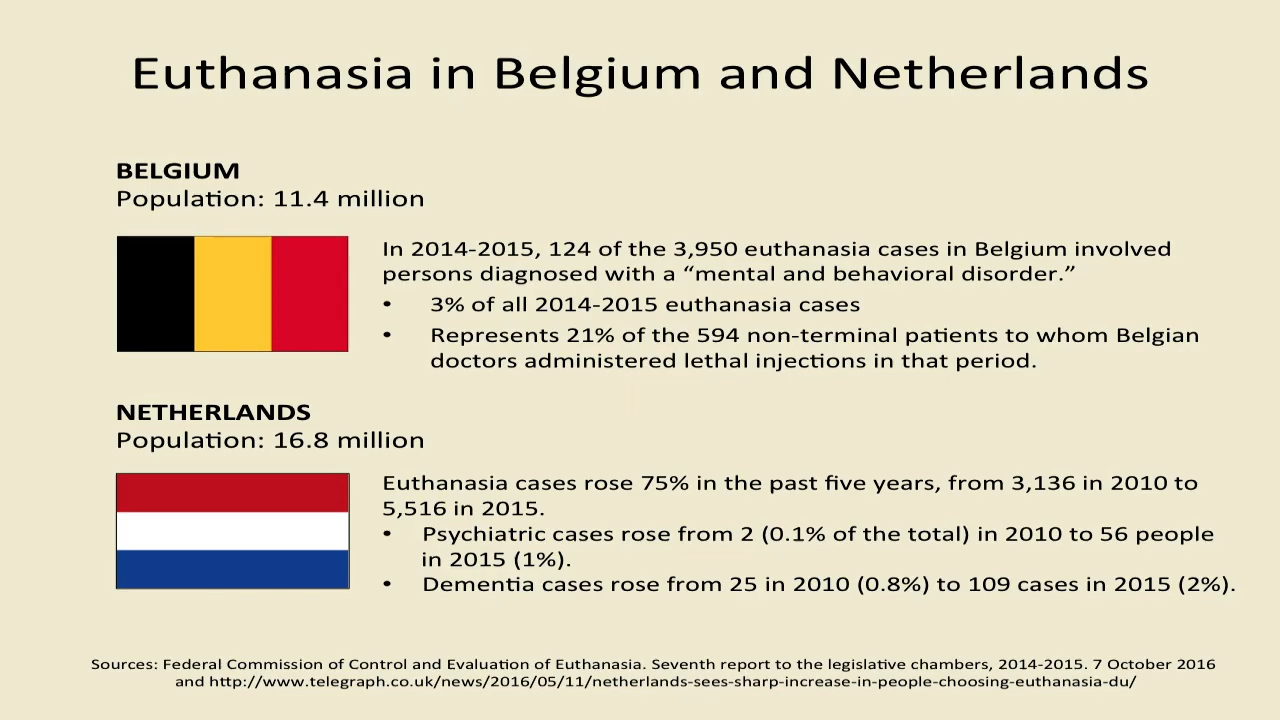 Euthanasia in Belgium and Netherlands
BELGIUM
Population: 11.4 million
In 2014-2015, 124 of the 3,950 euthanasia cases in Belgium involved
persons diagnosed with a “mental and behavioral disorder.”
• 3% of all 2014-2015 euthanasia cases
• Represents 21% of the 594 non-terminal patients to whom Belgian
doctors administered lethal injections in that period.
NETHERLANDS
Population: 16.8 million
Euthanasia cases rose 75% in the past five years, from 3,136 in 2010 to
5,516 in 2015.
• Psychiatric cases rose from 2 (0.1% of the total) in 2010 to 56 people
in 2015 (1%).
• Dementia cases rose from 25 in 2010 (0.8%) to 109 cases in 2015 (2%).
Sources: Federal Commission of Control and Evaluation of Euthanasia. Seventh report to the legislative chambers, 2014-2015. 7 October 2016
and http://www.telegraph.co.uk/news/2016/05/11/netherlands-sees-sharp-increase-in-people-choosing-euthanasia-du/